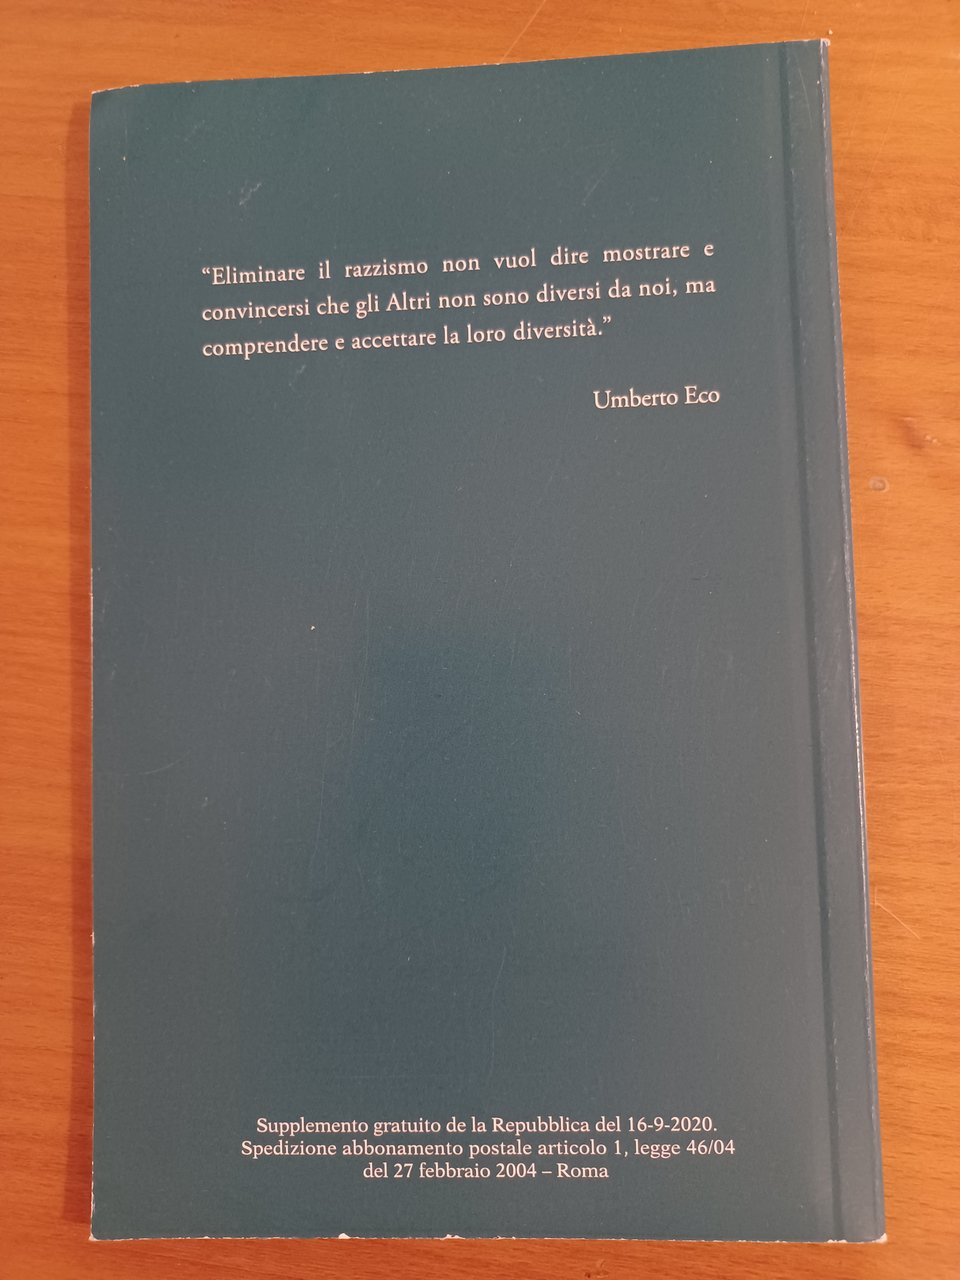 “Eliminare il razzismo non vuol dire mostrare e
convincersi che gli Altri non sono diversi da noi, ma
comprendere e accettare la loro diversità.”
Umberto Eco
Supplemento gratuito de la Repubblica del 16-9-2020.
Spedizione abbonamento postale articolo 1, legge 46/04
del 27 febbraio 2004 – Roma